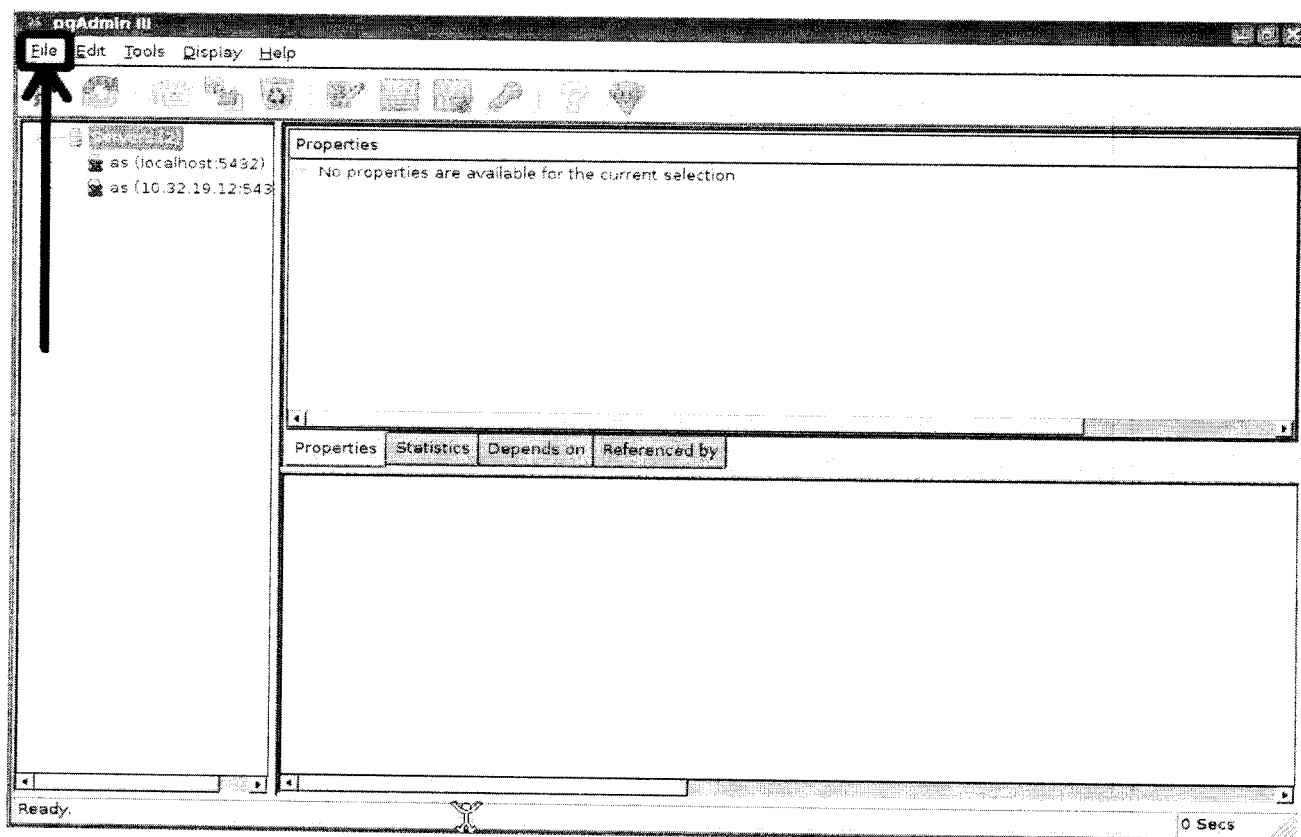 pgAdmin III
File Edit Tools Display Help
as (localhost:5432)
as (10.32.19.12:543
Properties
No properties are available for the current selection
Properties Statistics Depends on Referenced by
Ready.
0 Secs